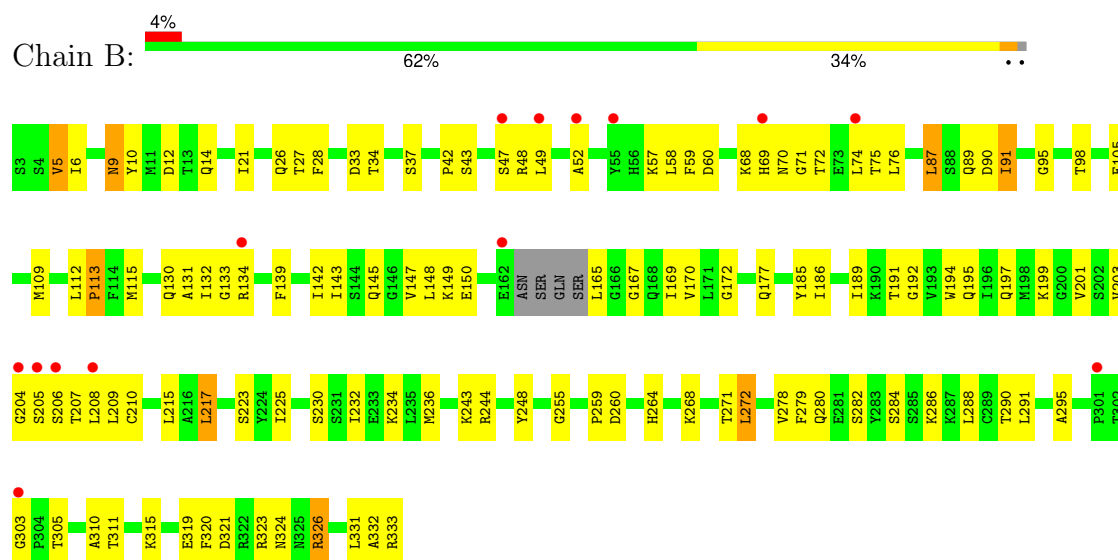 4%
Chain B:
62% 34% • •
S3 S4 V5 I6 N9 Y10 M11 D12 T13 Q14 I21 Q26 T27 F28 D33 T34 S37 P42 S43 S47 R48 L49 A52 Y55 H56 K57 L58 F59 D60 K68 H69 N70 G71 T72 E73 L74 T75 L76 L87 S88 Q89 D90 I91 G95 T98
M109 L112 P113 F114 M115 Q130 A131 I132 G133 R134 F139 I142 I143 S144 Q145 G146 V147 L148 K149 E150 E162 ASN SER GLN SER L165 G166 G167 Q168 I169 V170 L171 G172 Q177 Y185 I186 I189 K190 T191 G192 V193 W194 Q195 I196 Q197 M198 K199 G200 V201 S202
G204 S205 S206 T207 L208 L209 C210 L215 A216 L217 S223 Y224 I225 S230 S231 I232 E233 K234 L235 M236 K243 R244 Y248 G255 P259 D260 H264 K268 T271 L272 V278 F279 Q280 E281 S282 Y283 S284 S285 K286 K287 L288 C289 T290 L291 A295 P301
G303 P304 T305 A310 T311 K315 E319 F320 D321 R322 R323 N324 N325 R326 L331 A332 R333